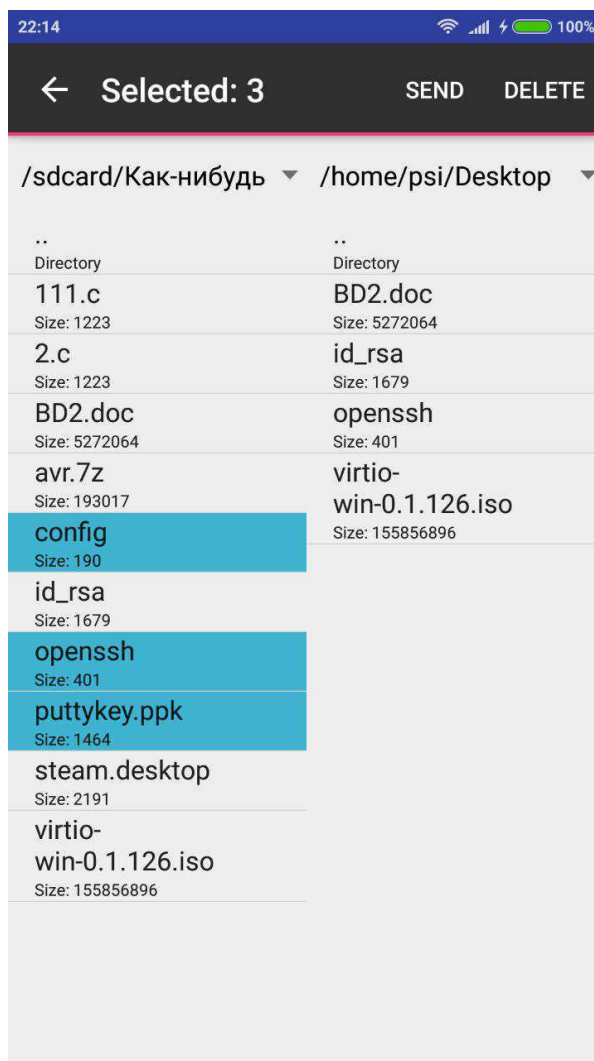 22:14
100%
Selected: 3
SEND
DELETE
/sdcard/Как-нибудь
/home/psi/Desktop
..
Directory
111.c
Size: 1223
2.c
Size: 1223
BD2.doc
Size: 5272064
avr.7z
Size: 193017
config
Size: 190
id_rsa
Size: 1679
openssh
Size: 401
puttykey.ppk
Size: 1464
steam.desktop
Size: 2191
virtio-
win-0.1.126.iso
Size: 155856896
..
Directory
BD2.doc
Size: 5272064
id_rsa
Size: 1679
openssh
Size: 401
virtio-
win-0.1.126.iso
Size: 155856896